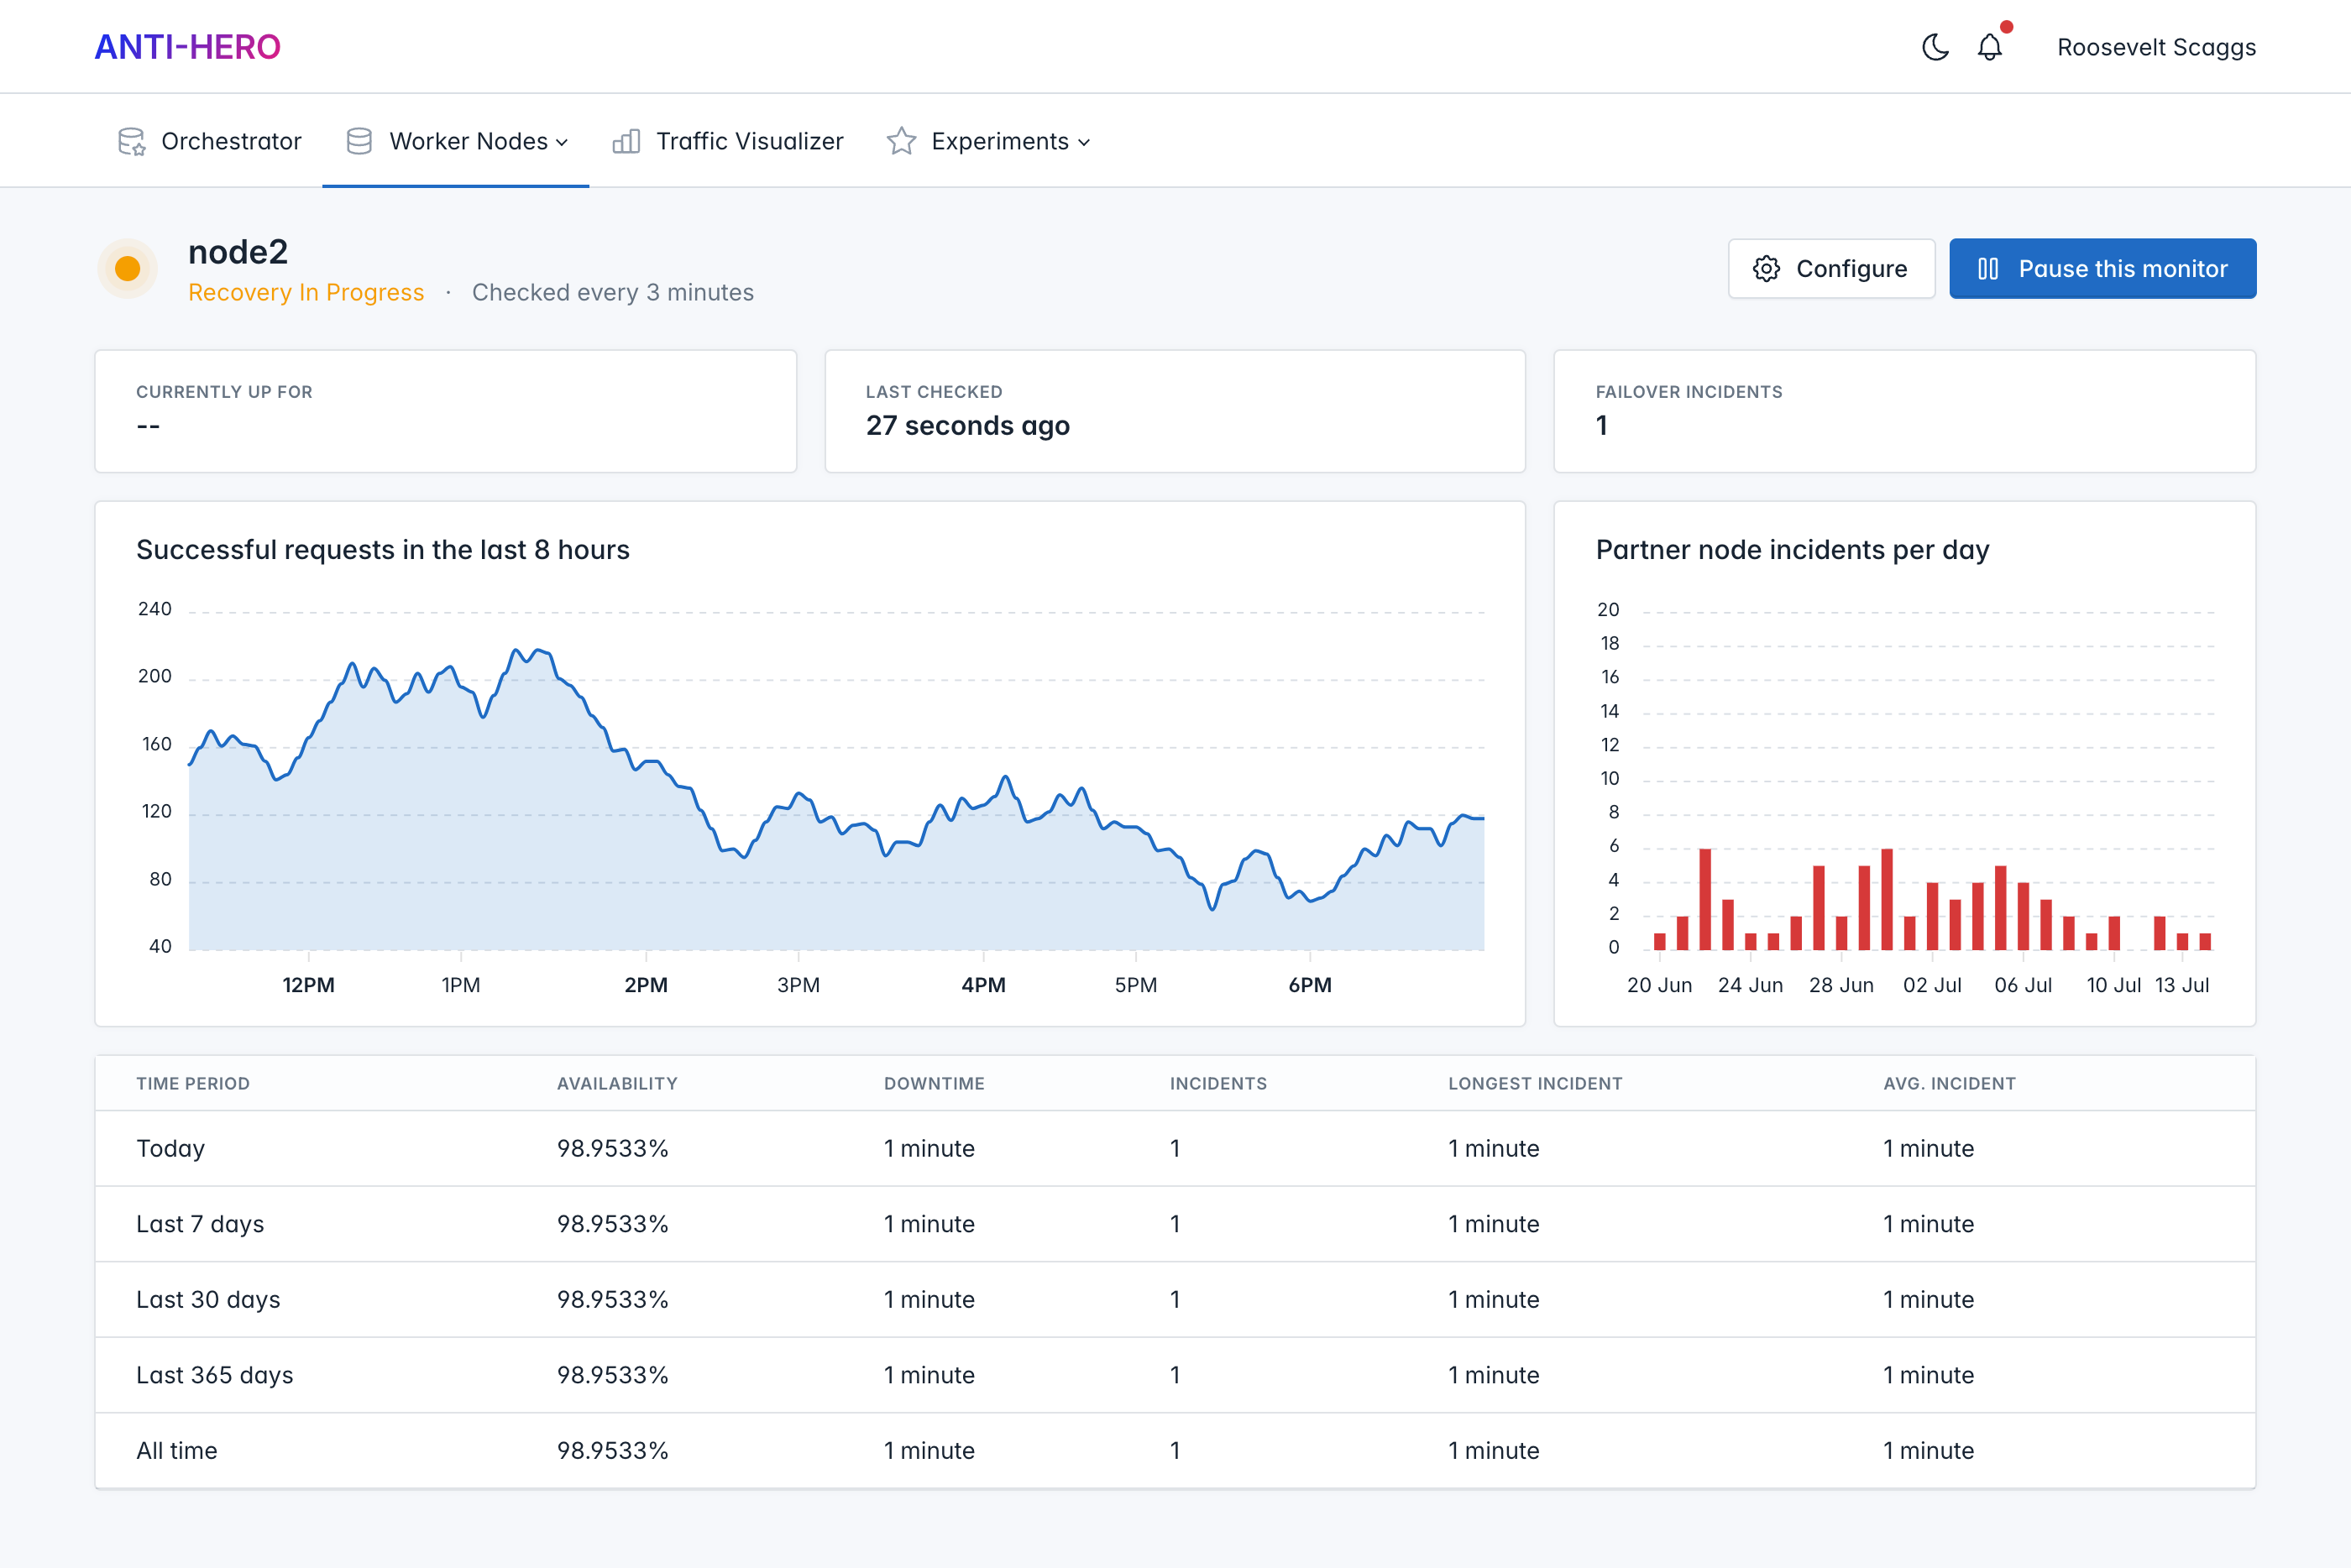 ANTI-HERO
Roosevelt Scaggs
Orchestrator
Worker Nodes
Traffic Visualizer
Experiments
node2
Recovery In Progress · Checked every 3 minutes
Configure
Pause this monitor
CURRENTLY UP FOR
--
LAST CHECKED
27 seconds ago
FAILOVER INCIDENTS
1
Successful requests in the last 8 hours
240
200
160
120
80
40
12PM 1PM 2PM 3PM 4PM 5PM 6PM
Partner node incidents per day
20
18
16
14
12
10
8
6
4
2
0
20 Jun 24 Jun 28 Jun 02 Jul 06 Jul 10 Jul 13 Jul
TIME PERIOD AVAILABILITY DOWNTIME INCIDENTS LONGEST INCIDENT AVG. INCIDENT
Today 98.9533% 1 minute 1 1 minute 1 minute
Last 7 days 98.9533% 1 minute 1 1 minute 1 minute
Last 30 days 98.9533% 1 minute 1 1 minute 1 minute
Last 365 days 98.9533% 1 minute 1 1 minute 1 minute
All time 98.9533% 1 minute 1 1 minute 1 minute